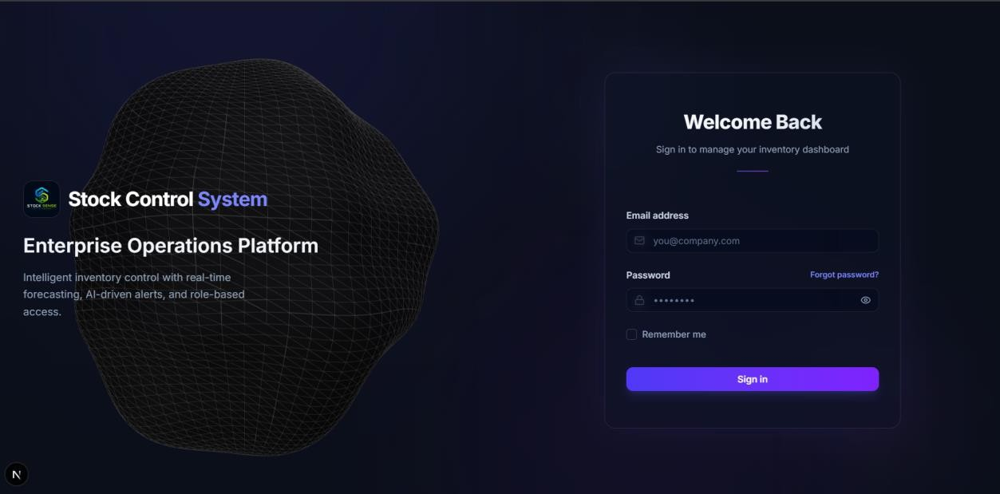 STOCK SENSE
Stock Control System
Enterprise Operations Platform
Intelligent inventory control with real-time
forecasting, AI-driven alerts, and role-based
access.
N
Welcome Back
Sign in to manage your inventory dashboard
Email address
you@company.com
Password
Forgot password?
••••••••
Remember me
Sign in